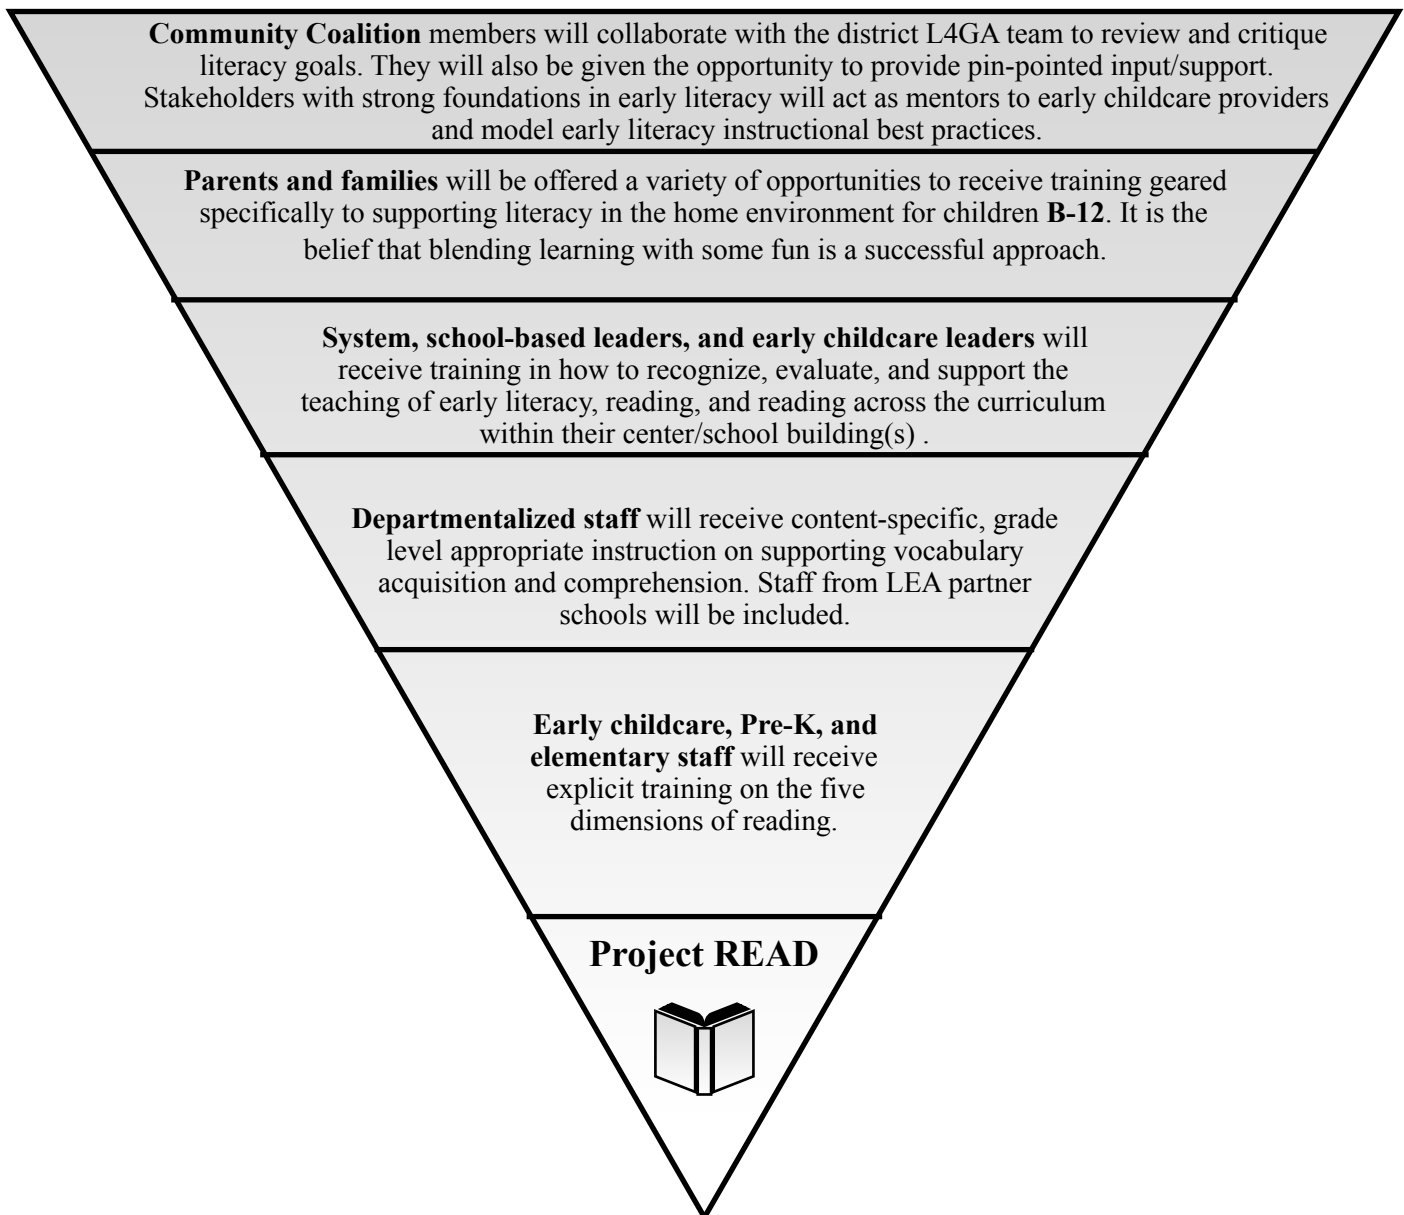 Community Coalition members will collaborate with the district L4GA team to review and critique
literacy goals. They will also be given the opportunity to provide pin-pointed input/support.
Stakeholders with strong foundations in early literacy will act as mentors to early childcare providers
and model early literacy instructional best practices.
Parents and families will be offered a variety of opportunities to receive training geared
specifically to supporting literacy in the home environment for children B-12. It is the
belief that blending learning with some fun is a successful approach.
System, school-based leaders, and early childcare leaders will
receive training in how to recognize, evaluate, and support the
teaching of early literacy, reading, and reading across the curriculum
within their center/school building(s) .
Departmentalized staff will receive content-specific, grade
level appropriate instruction on supporting vocabulary
acquisition and comprehension. Staff from LEA partner
schools will be included.
Early childcare, Pre-K, and
elementary staff will receive
explicit training on the five
dimensions of reading.
Project READ